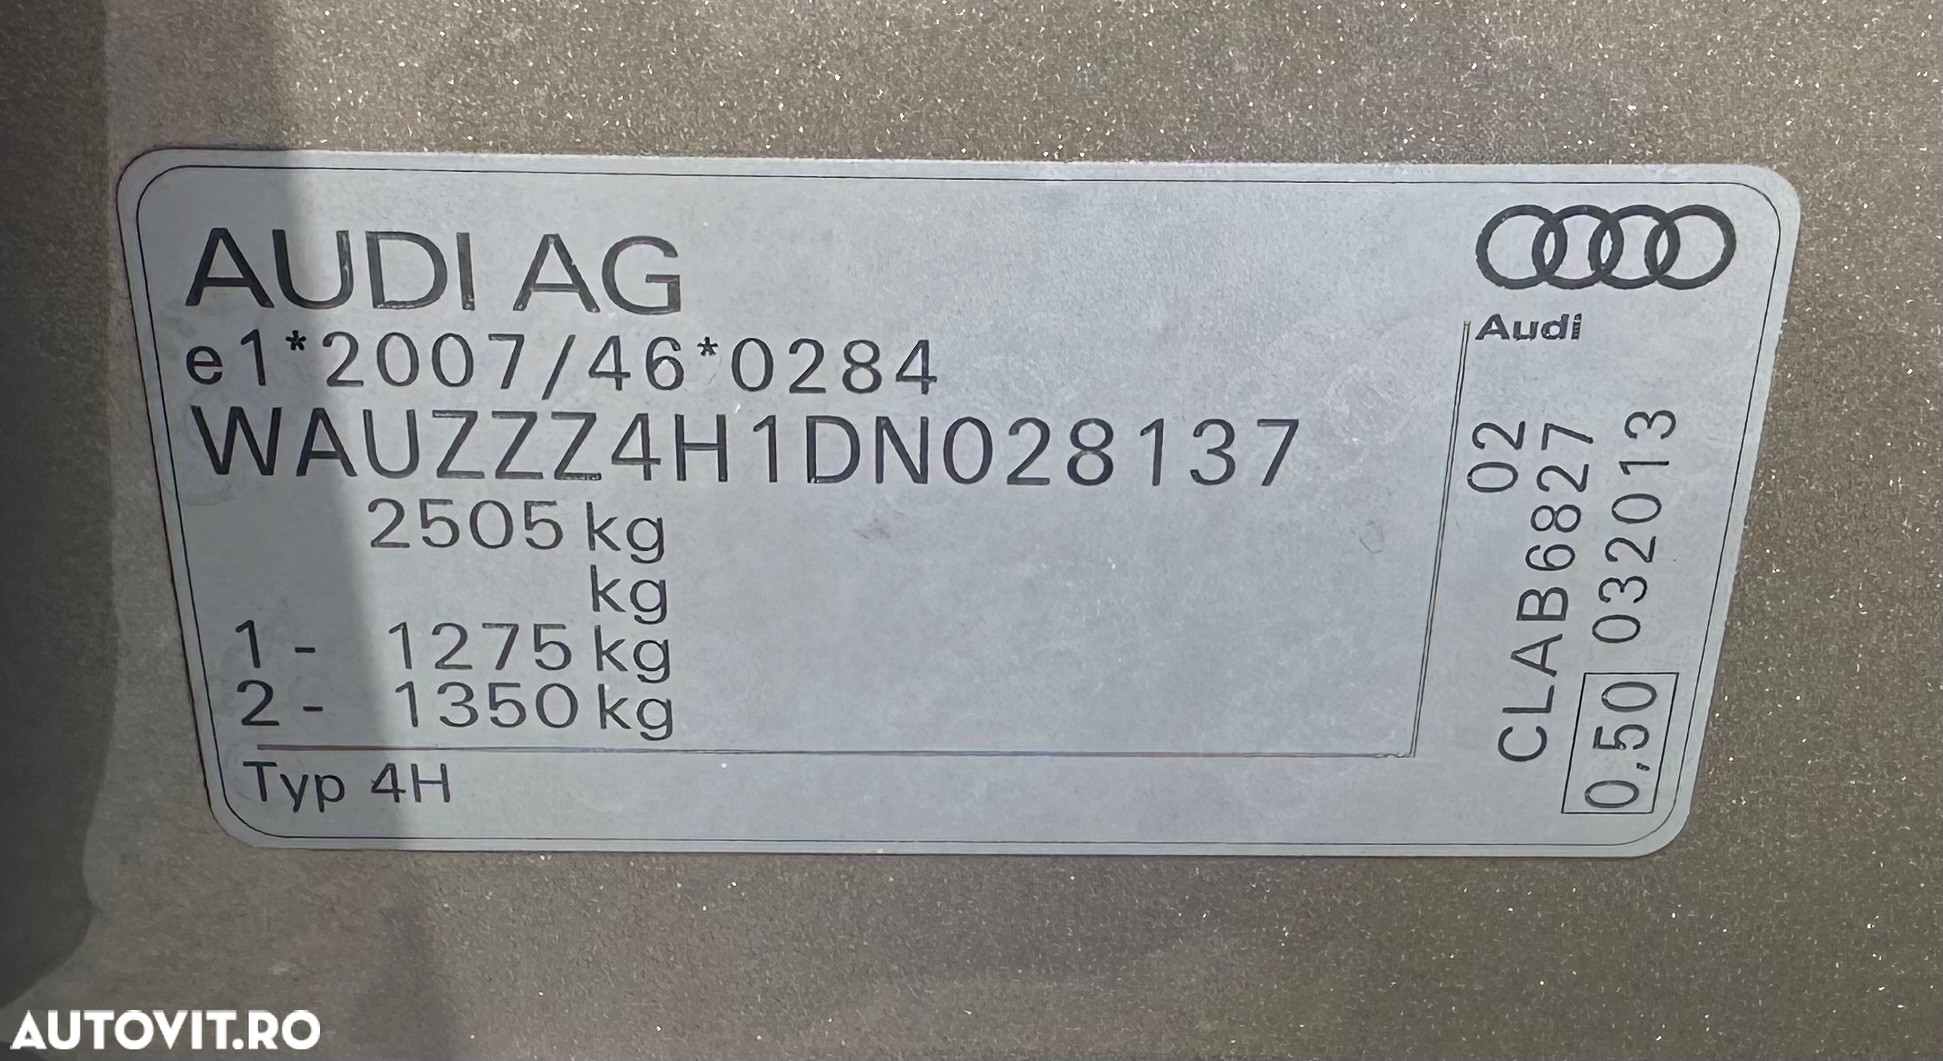 AUDI AG
e1*2007/46*0284
WAUZZZ4H1DN028137
2505 kg
kg
1 - 1275 kg
2 - 1350 kg
Typ 4H
Audi
02
CLAB6827
0,50 032013
AUTOVIT.RO